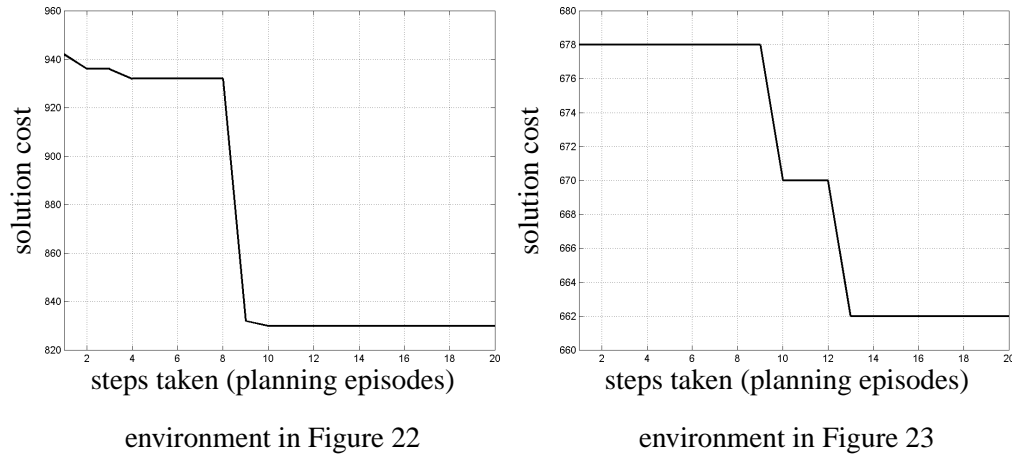 960
940
920
900
880
860
840
820
2 4 6 8 10 12 14 16 18 20
solution cost
steps taken (planning episodes)
environment in Figure 22
680
678
676
674
672
670
668
666
664
662
660
2 4 6 8 10 12 14 16 18 20
solution cost
steps taken (planning episodes)
environment in Figure 23